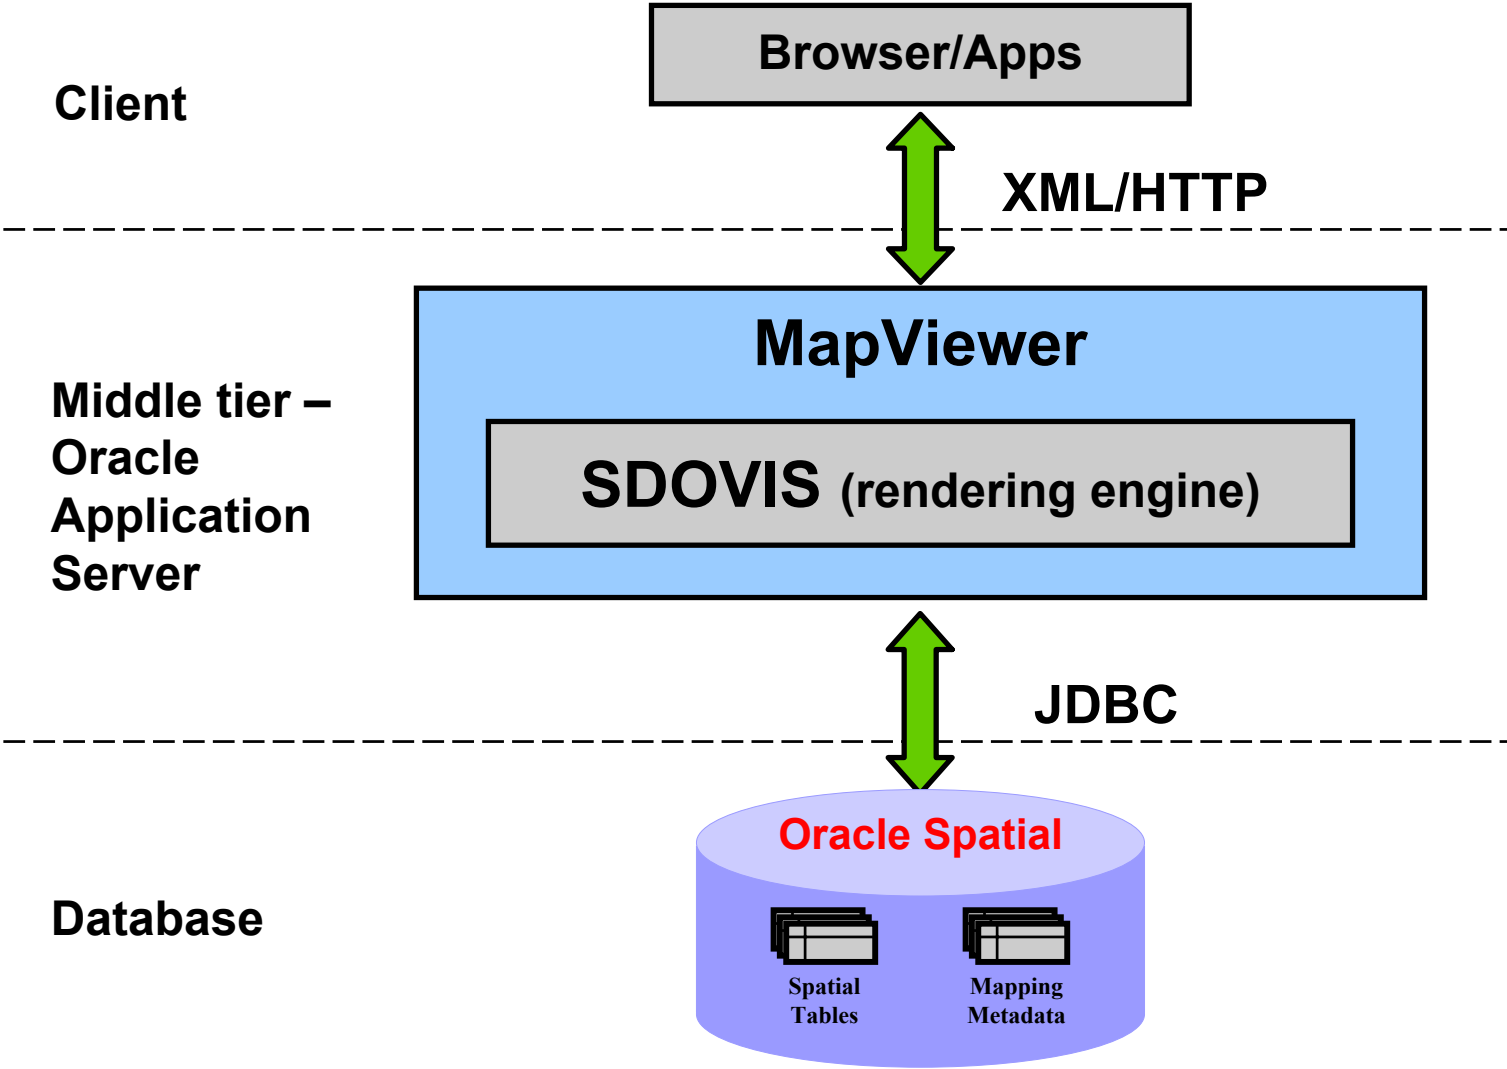 Browser/Apps
Client
XML/HTTP
MapViewer
Middle tier –
Oracle
Application
Server
SDOVIS (rendering engine)
JDBC
Oracle Spatial
Database
Spatial
Tables
Mapping
Metadata